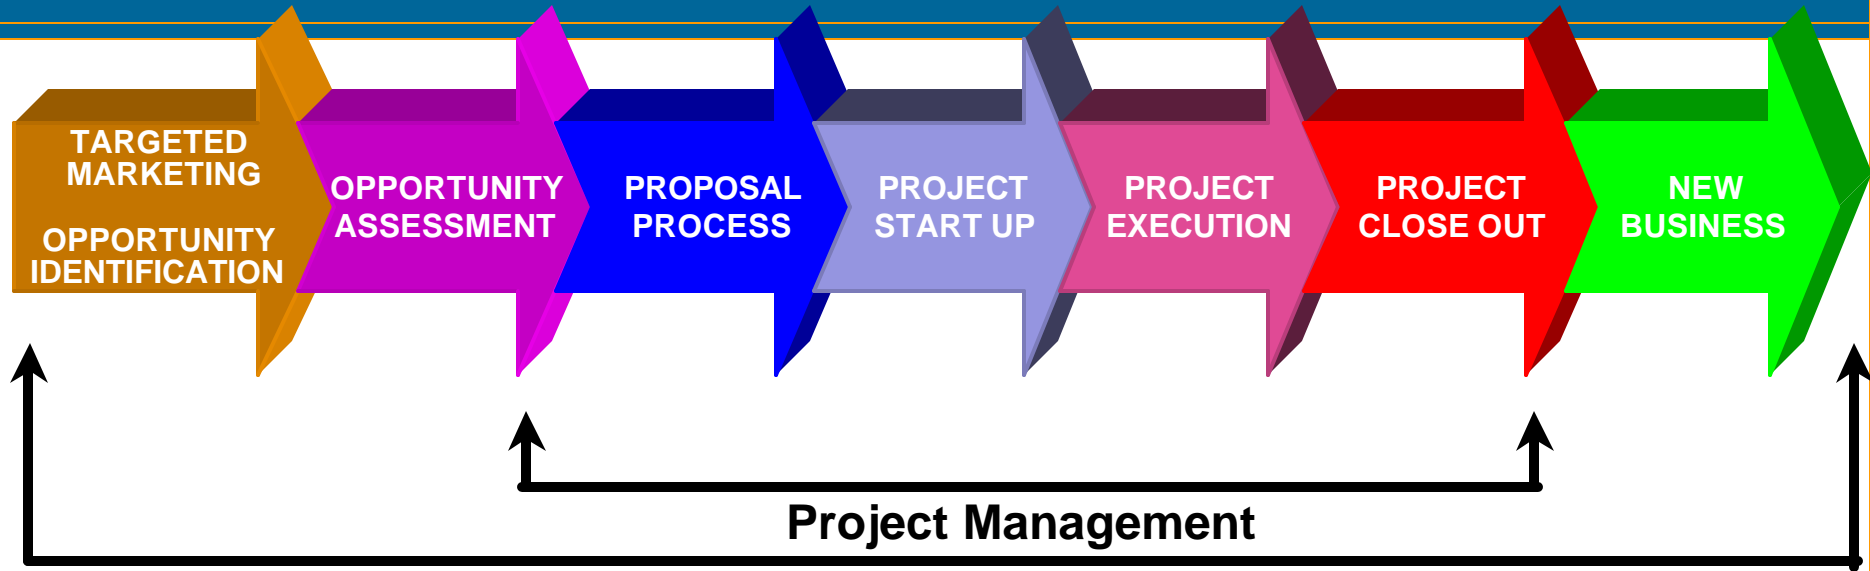 TARGETED
MARKETING
OPPORTUNITY
IDENTIFICATION
OPPORTUNITY
ASSESSMENT
PROPOSAL
PROCESS
PROJECT
START UP
PROJECT
EXECUTION
PROJECT
CLOSE OUT
NEW
BUSINESS
Project Management